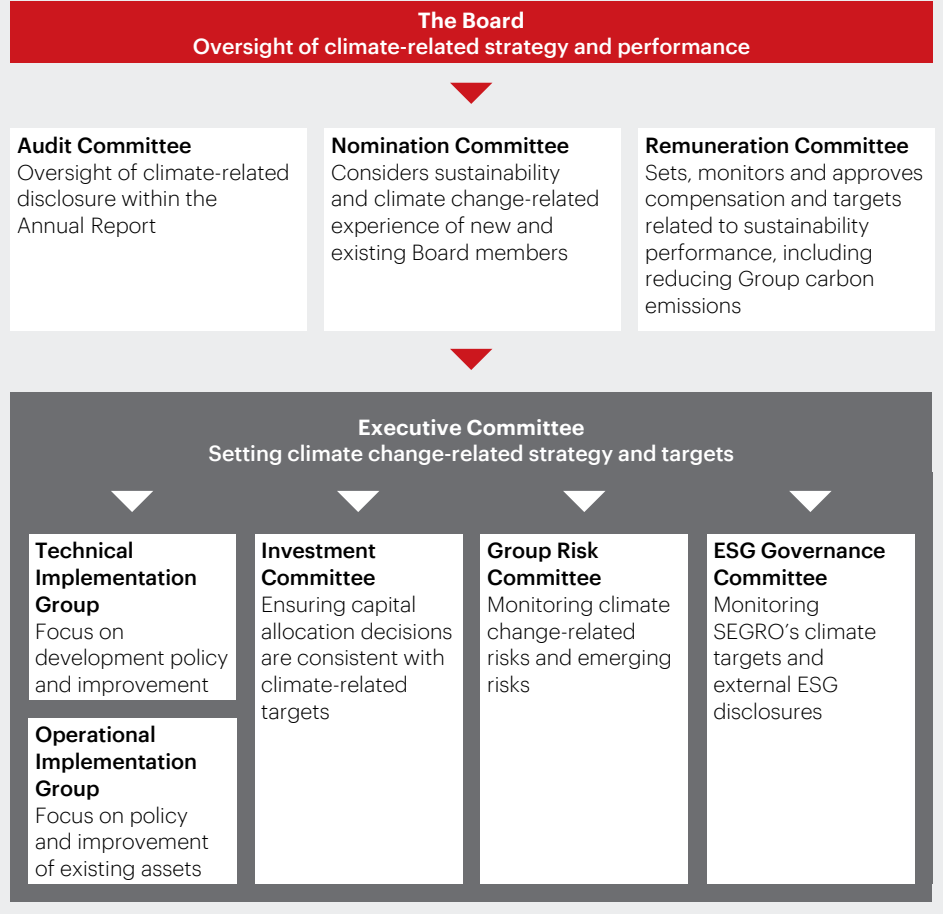 The Board
Oversight of climate-related strategy and performance
Audit Committee
Oversight of climate-related
disclosure within the
Annual Report
Nomination Committee
Considers sustainability
and climate change-related
experience of new and
existing Board members
Remuneration Committee
Sets, monitors and approves
compensation and targets
related to sustainability
performance, including
reducing Group carbon
emissions
Executive Committee
Setting climate change-related strategy and targets
Technical
Implementation
Group
Focus on
development policy
and improvement
Operational
Implementation
Group
Focus on policy
and improvement
of existing assets
Investment
Committee
Ensuring capital
allocation decisions
are consistent with
climate-related
targets
Group Risk
Committee
Monitoring climate
change-related
risks and emerging
risks
ESG Governance
Committee
Monitoring
SEGRO’s climate
targets and
external ESG
disclosures